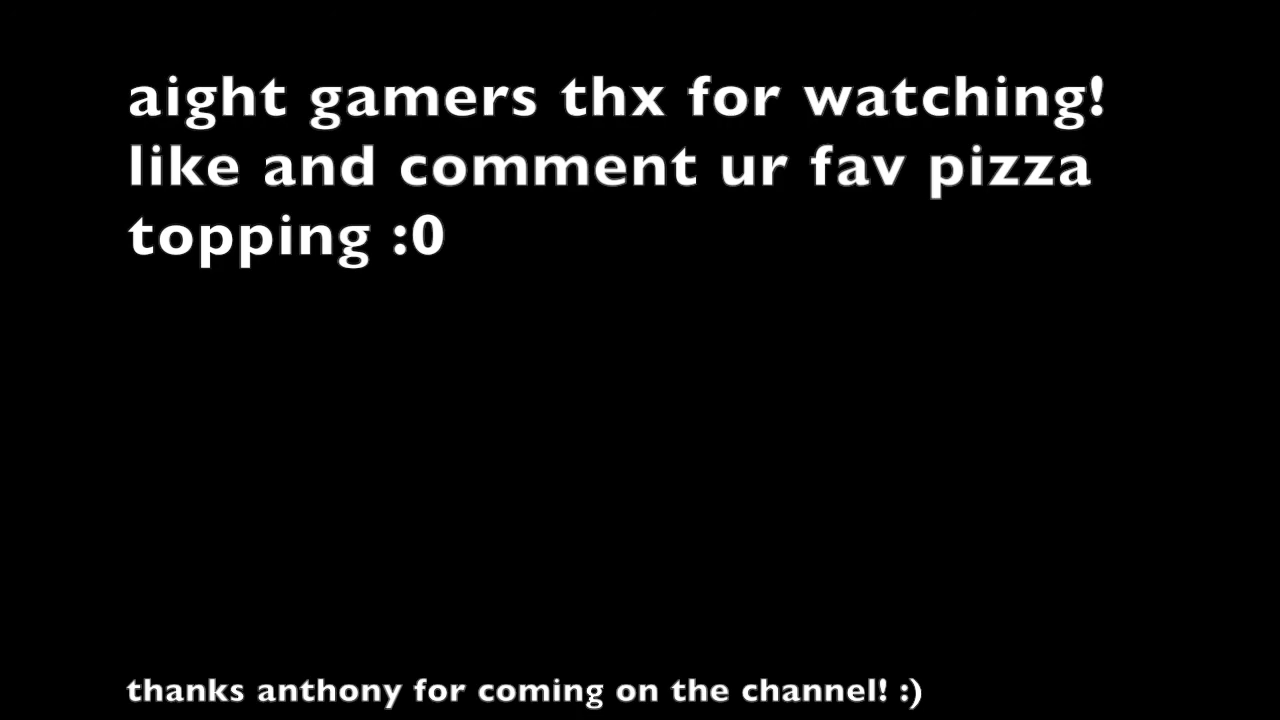 aight gamers thx for watching!
like and comment ur fav pizza
topping :0
thanks anthony for coming on the channel! :)